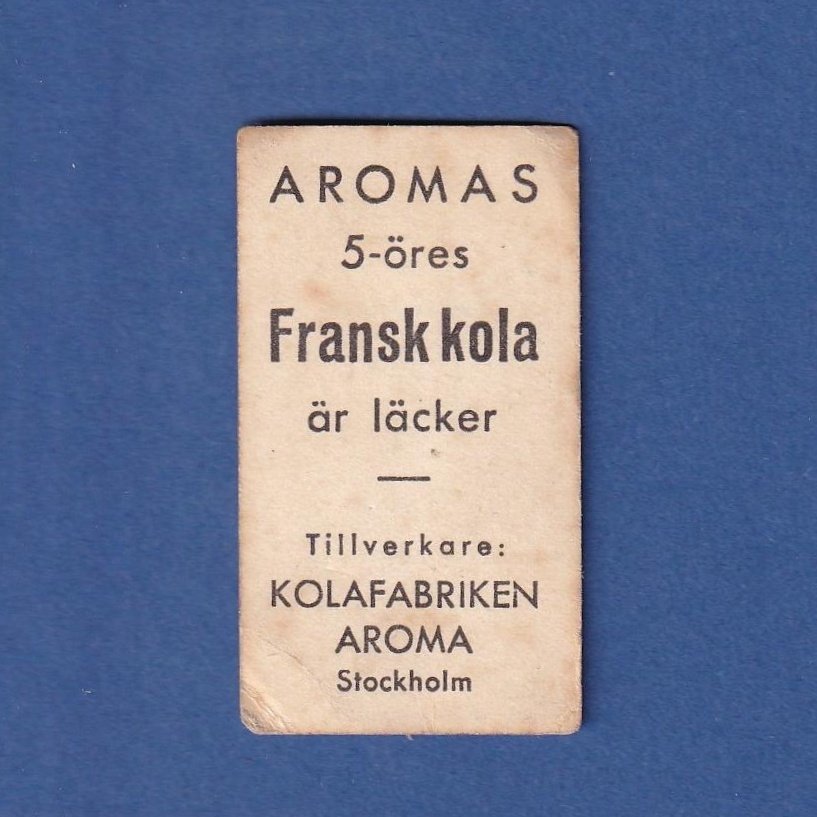 AROMAS
5-öres
Fransk kola
är läcker
Tillverkare:
KOLAFABRIKEN
AROMA
Stockholm